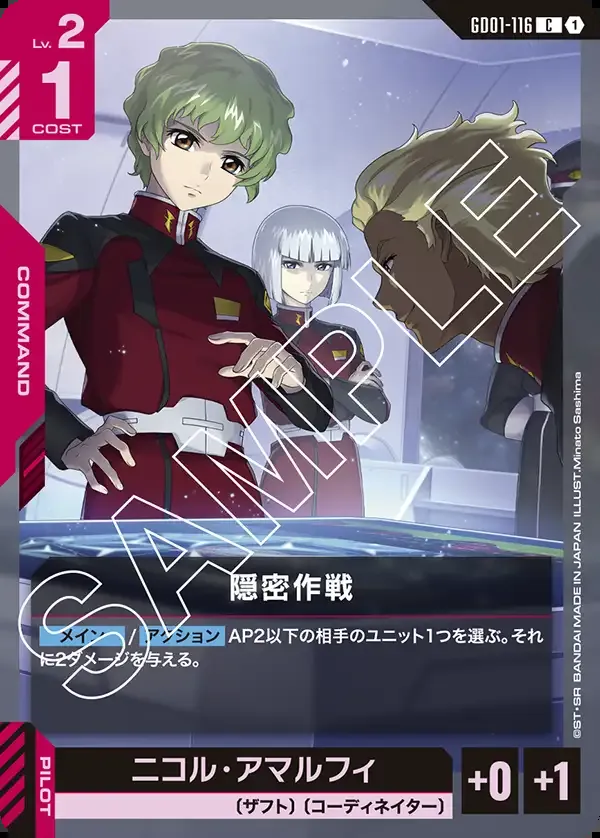 GD01-116 C 1
Lv. 2
1
COST
COMMAND
SAMPLE
隠密作戦
メイン / アクション AP2以下の相手のユニット1つを選ぶ。それ
に2ダメージを与える。
©ST・SR BANDAI MADE IN JAPAN ILLUST.Minato Sashima
PILOT
ニコル・アマルフィ
〔ザフト〕〔コーディネイター〕
+0 +1